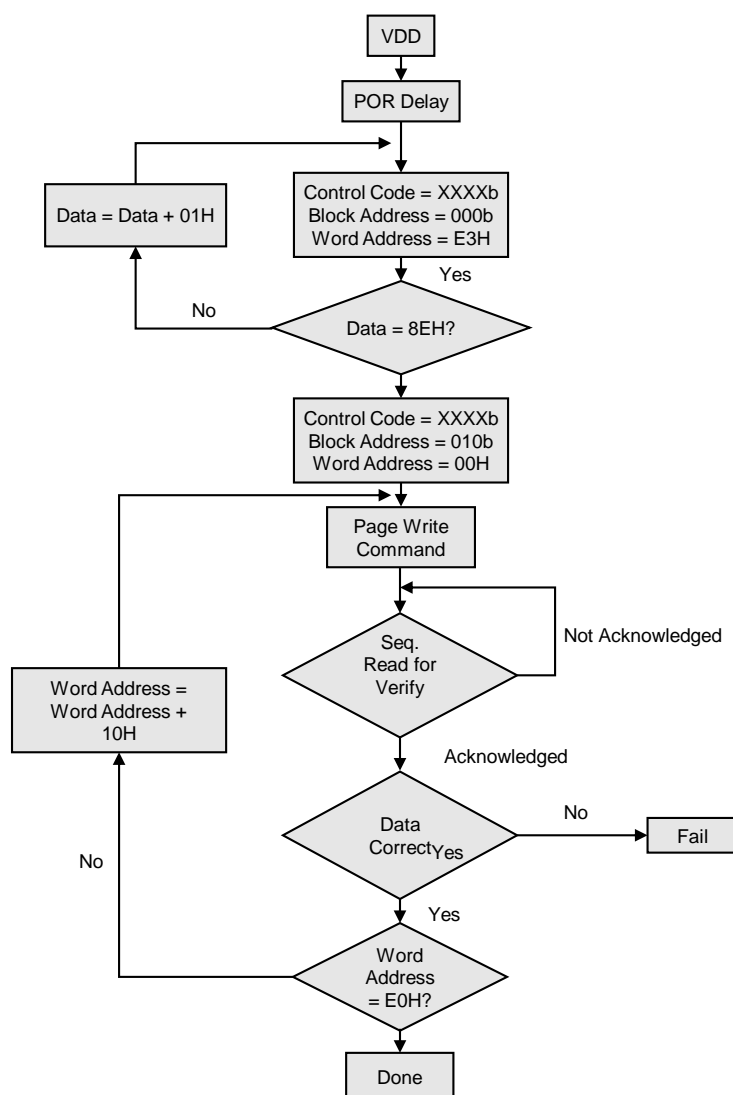 VDD
POR Delay
Data = Data + 01H
Control Code = XXXXb
Block Address = 000b
Word Address = E3H
Yes
No
Data = 8EH?
Control Code = XXXXb
Block Address = 010b
Word Address = 00H
Page Write
Command
Seq.
Read for
Verify
Not Acknowledged
Word Address =
Word Address +
10H
Acknowledged
Data
Correct
Yes
No
Fail
No
Yes
Word
Address
= E0H?
Done